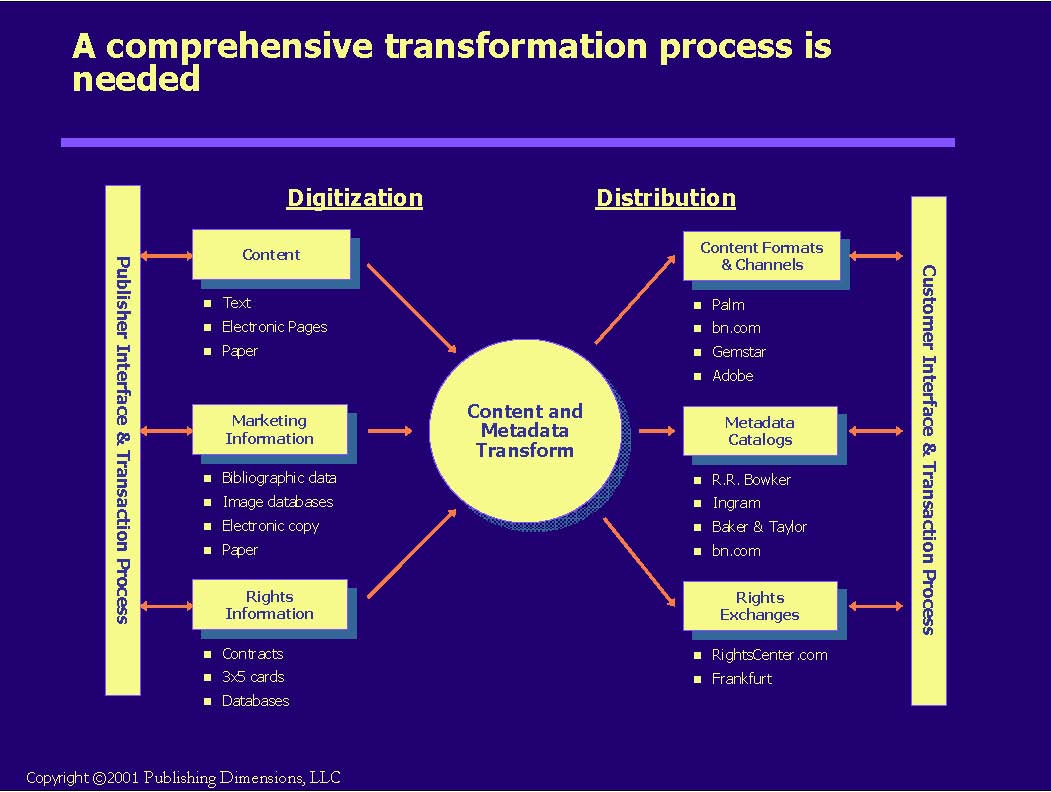 A comprehensive transformation process is
needed
Digitization
Distribution
Publisher Interface & Transaction Process
Content
Text
Electronic Pages
Paper
Marketing
Information
Bibliographic data
Image databases
Electronic copy
Paper
Rights
Information
Contracts
3x5 cards
Databases
Content and
Metadata
Transform
Content Formats
& Channels
Palm
bn.com
Gemstar
Adobe
Metadata
Catalogs
R.R. Bowker
Ingram
Baker & Taylor
bn.com
Rights
Exchanges
RightsCenter.com
Frankfurt
Customer Interface & Transaction Process
Copyright ©2001 Publishing Dimensions, LLC